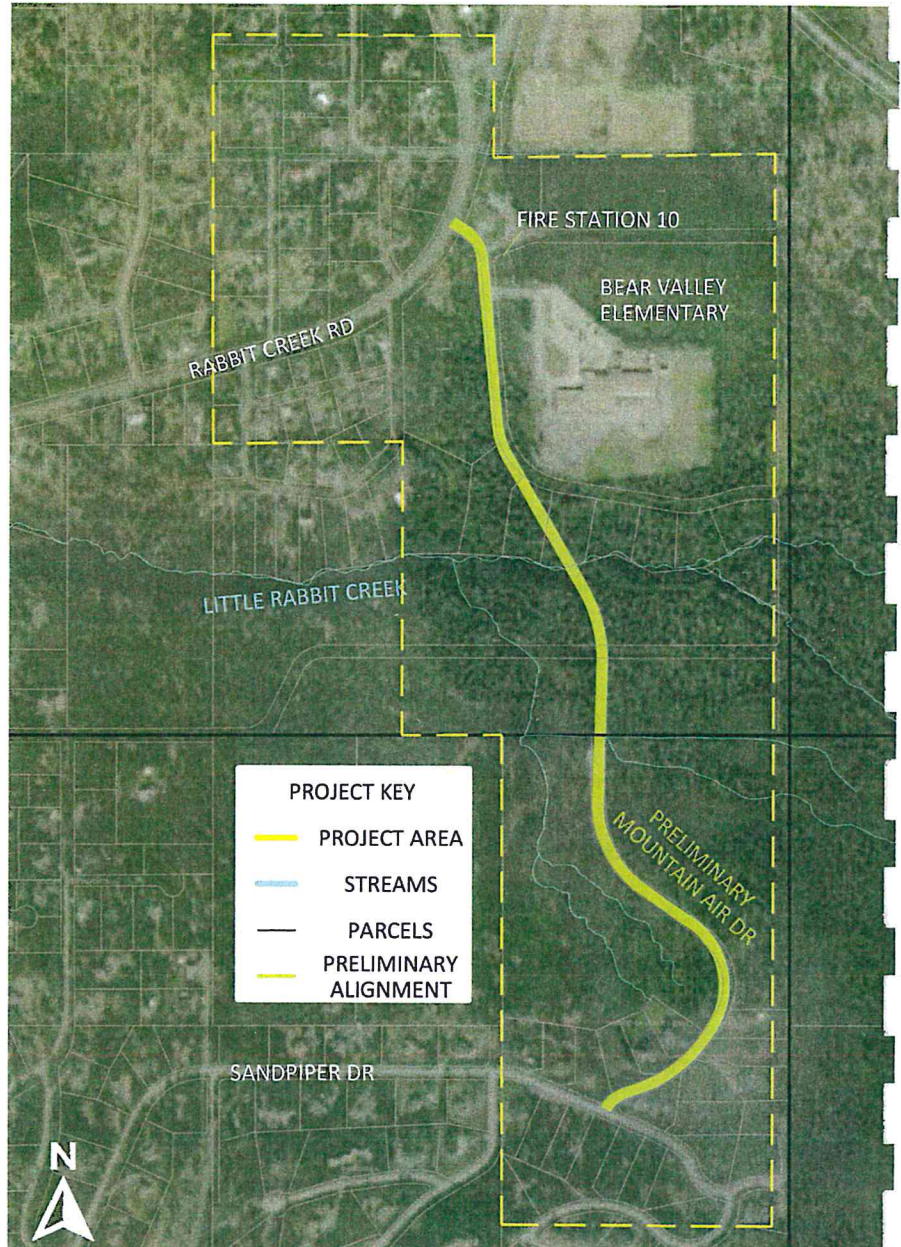 FIRE STATION 10
BEAR VALLEY
ELEMENTARY
RABBIT CREEK RD
LITTLE RABBIT CREEK
PROJECT KEY
PROJECT AREA
STREAMS
PARCELS
PRELIMINARY
ALIGNMENT
PRELIMINARY
MOUNTAIN AIR DR
SANDPIPER DR
N